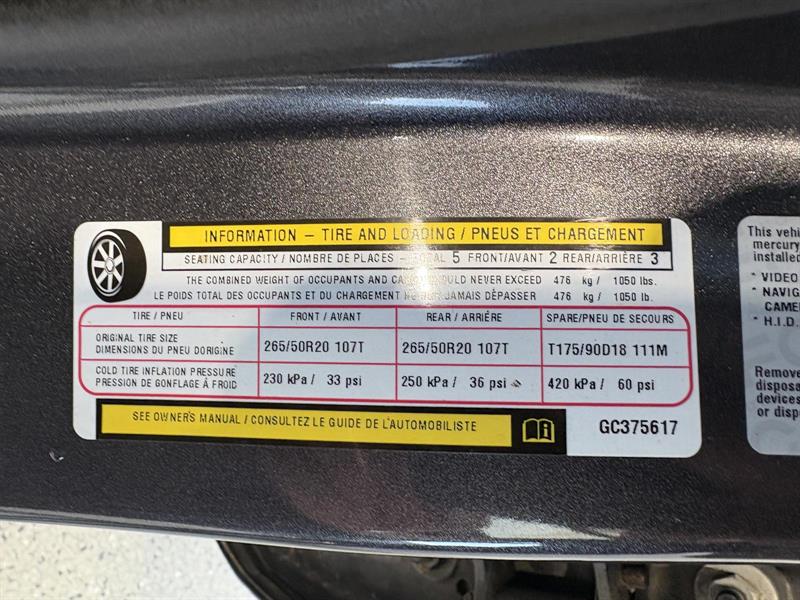 INFORMATION – TIRE AND LOADING / PNEUS ET CHARGEMENT
SEATING CAPACITY / NOMBRE DE PLACES – TOTAL 5 FRONT/AVANT 2 REAR/ARRIÈRE 3
THE COMBINED WEIGHT OF OCCUPANTS AND SHOULD NEVER EXCEED 476 kg / 1050 lbs.
LE POIDS TOTAL DES OCCUPANTS ET DU CHARGEMENT JAMAIS DÉPASSER 476 kg / 1050 lb.
TIRE / PNEU FRONT / AVANT REAR / ARRIÈRE SPARE/PNEU DE SECOURS
ORIGINAL TIRE SIZE
DIMENSIONS DU PNEU DORIGINE 265/50R20 107T 265/50R20 107T T175/90D18 111M
COLD TIRE INFLATION PRESSURE
PRESSION DE GONFLAGE À FROID 230 kPa / 33 psi 250 kPa / 36 psi 420 kPa / 60 psi
SEE OWNER'S MANUAL / CONSULTEZ LE GUIDE DE L'AUTOMOBILISTE
GC375617
This vehi
mercury
installed
* VIDEO
* NAVIG
CAME
* H.I.D.
Remove
disposa
devices
or disp